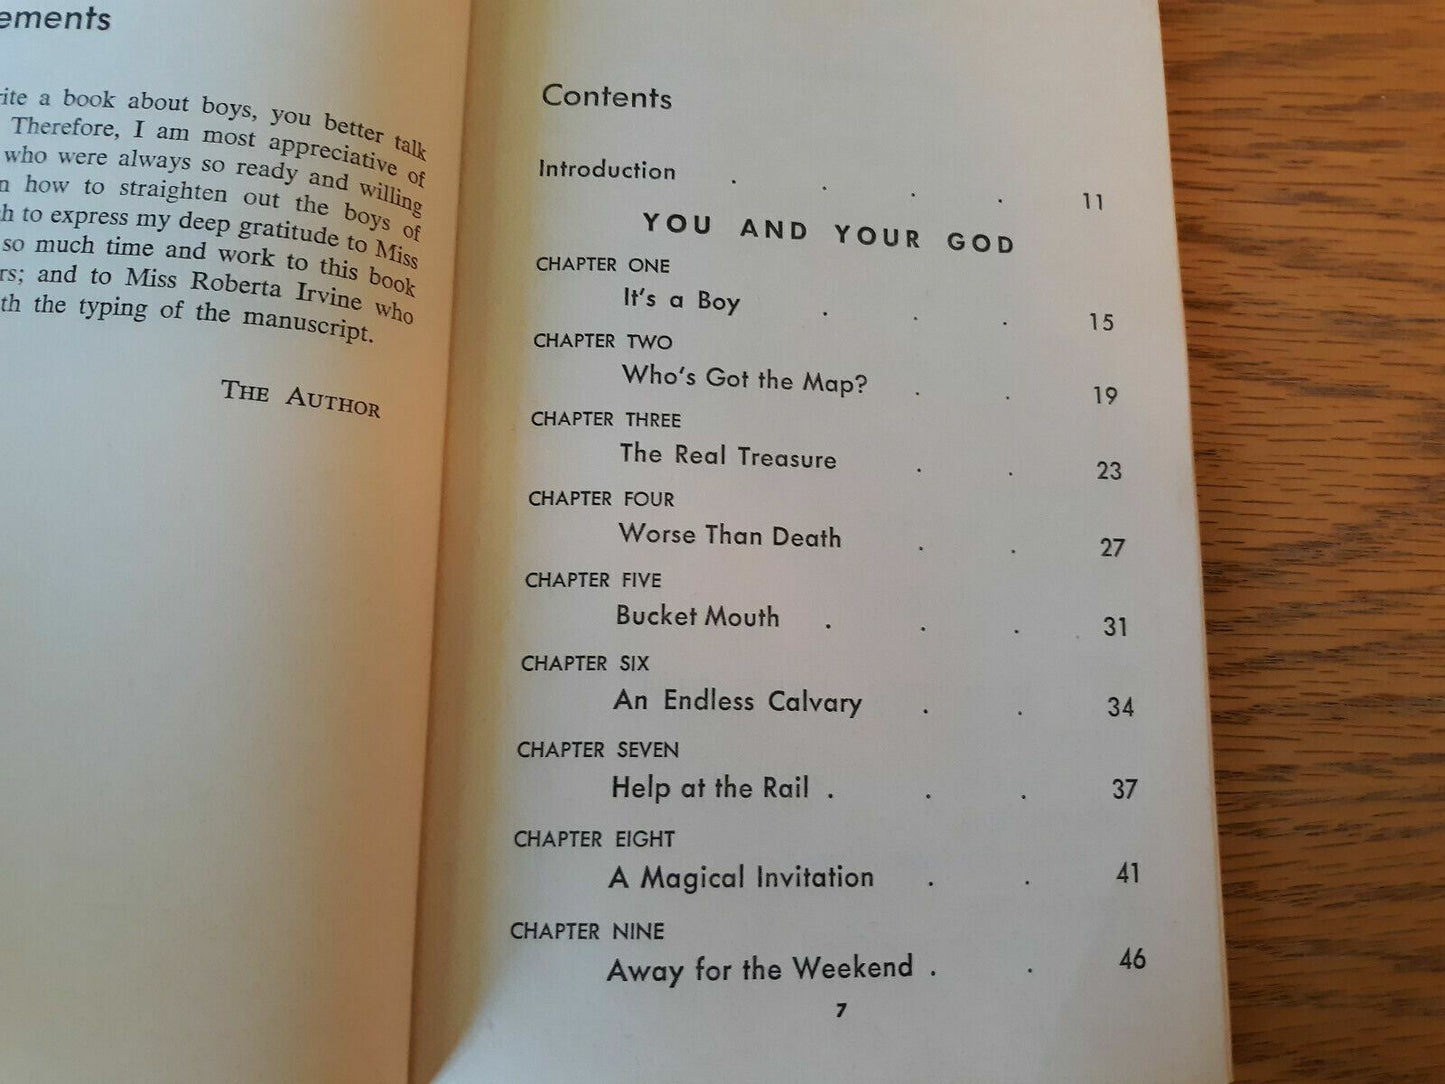 ements
ite a book about boys, you better talk
Therefore, I am most appreciative of
who were always so ready and willing
n how to straighten out the boys of
h to express my deep gratitude to Miss
so much time and work to this book
rs; and to Miss Roberta Irvine who
th the typing of the manuscript.
THE AUTHOR
Contents
Introduction . . . . 11
YOU AND YOUR GOD
CHAPTER ONE
It's a Boy . . . 15
CHAPTER TWO
Who's Got the Map? . . 19
CHAPTER THREE
The Real Treasure . . 23
CHAPTER FOUR
Worse Than Death . . 27
CHAPTER FIVE
Bucket Mouth . . . 31
CHAPTER SIX
An Endless Calvary . . 34
CHAPTER SEVEN
Help at the Rail . . . 37
CHAPTER EIGHT
A Magical Invitation . . 41
CHAPTER NINE
Away for the Weekend . . 46
7